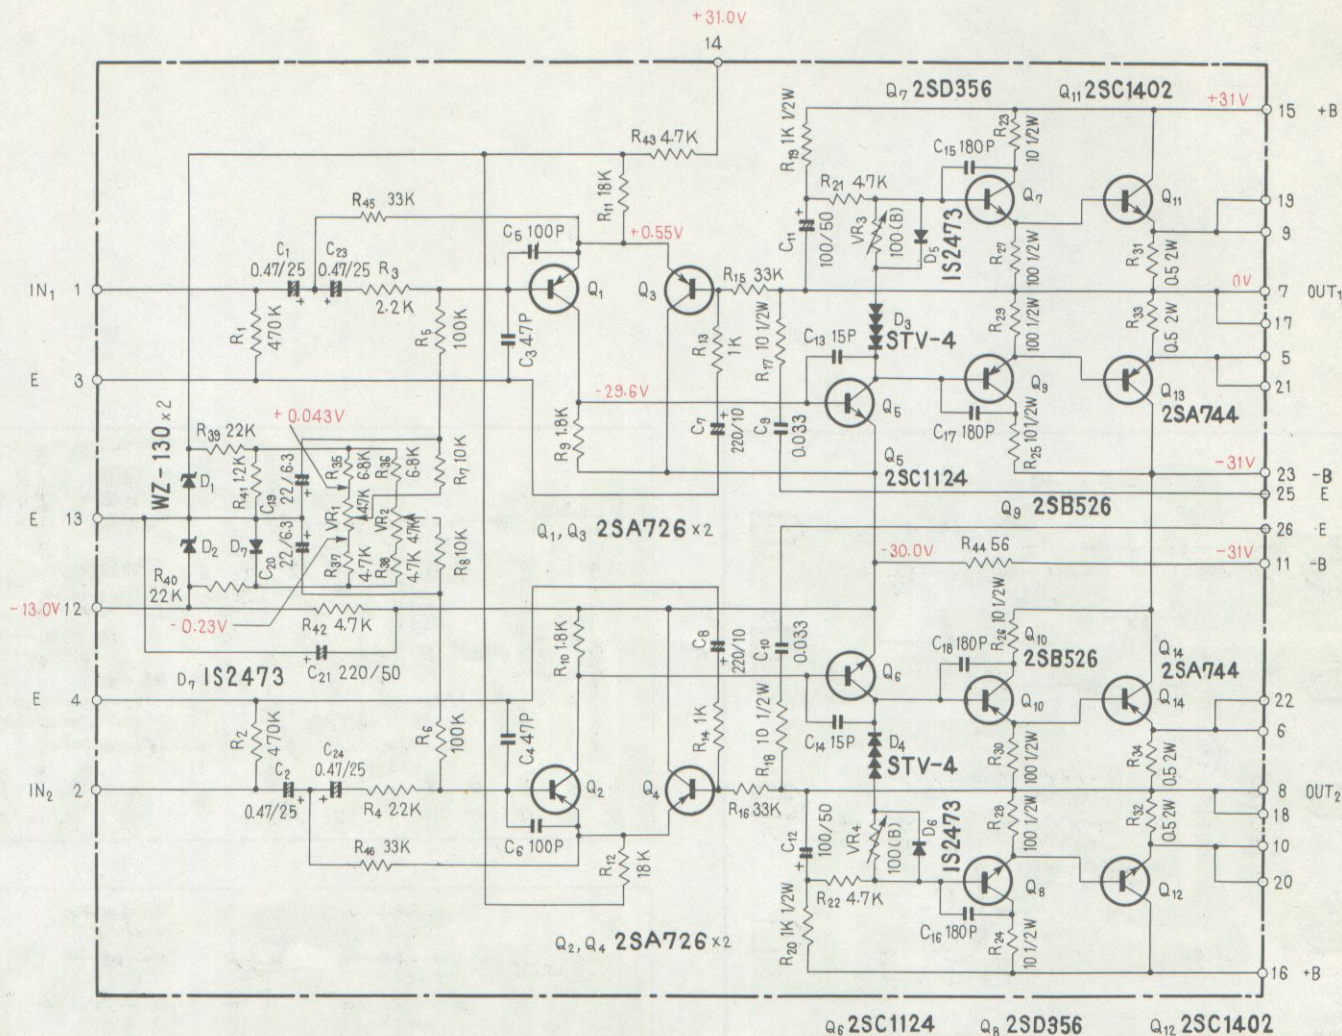 +31.0V
14
Q7 2SD356
Q11 2SC1402
+31V
15 +B
R43 4.7K
R19 1K 1/2W
C15 180P
R23 10 1/2W
R45 33K
R11 18K
R21 4.7K
Q7
Q11
13
C5 100P
+0.55V
C11 100/50
VR3 100(B)
D5 1S2473
R27 100 1/2W
R31 0.5 2W
9
C1 0.47/25
C23 0.47/25
R3 2.2K
Q1
Q3
R15 33K
0V
IN1 1
7 OUT1
R1 470K
R5 100K
C3 47P
R13 1K
R17 10 1/2W
C13 15P
D3 STV-4
R29 100 1/2W
R33 0.5 2W
17
5
E 3
-29.6V
Q5
Q9
Q13
2SA744
21
+0.043V
R9 1.8K
C7 220/10
C9 0.033
C17 180P
R25 10 1/2W
WZ-130×2
R39 22K
R35 6.8K
R36 6.8K
R7 10K
Q5 2SC1124
-31V
23 -B
D1
R41 12K
C19 22/6.3
25 E
E 13
VR1 A4.7K
VR2 4.7KA
Q1, Q3 2SA726×2
Q9 2SB526
26 E
D2
D7
C20 22/6.3
R37 4.7K
R38 4.7K
R8 10K
-30.0V
R44 56
-31V
11 -B
R40 22K
-13.0V 12
-0.23V
R42 4.7K
R10 1.8K
C8 220/10
C10 0.033
R26 10 1/2W
Q10 2SB526
Q14 2SA744
C21 220/50
D7 1S2473
C18 180P
E 4
Q6
Q10
Q14
22
R2 470K
R6 100K
C4 47P
R14 1K
R18 10 1/2W
C14 15P
D4 STV-4
R30 100 1/2W
R34 0.5 2W
6
C2 0.47/25
C24 0.47/25
R4 2.2K
Q2
Q4
R16 33K
IN2 2
8 OUT2
C6 100P
C12 100/50
VR4 100(B)
D6 1S2473
R28 100 1/2W
R32 0.5 2W
18
10
R46 33K
R12 18K
R22 4.7K
Q8
Q12
20
Q2, Q4 2SA726×2
R20 1K 1/2W
C16 180P
R24 10 1/2W
16 +B
Q6 2SC1124
Q8 2SD356
Q12 2SC1402